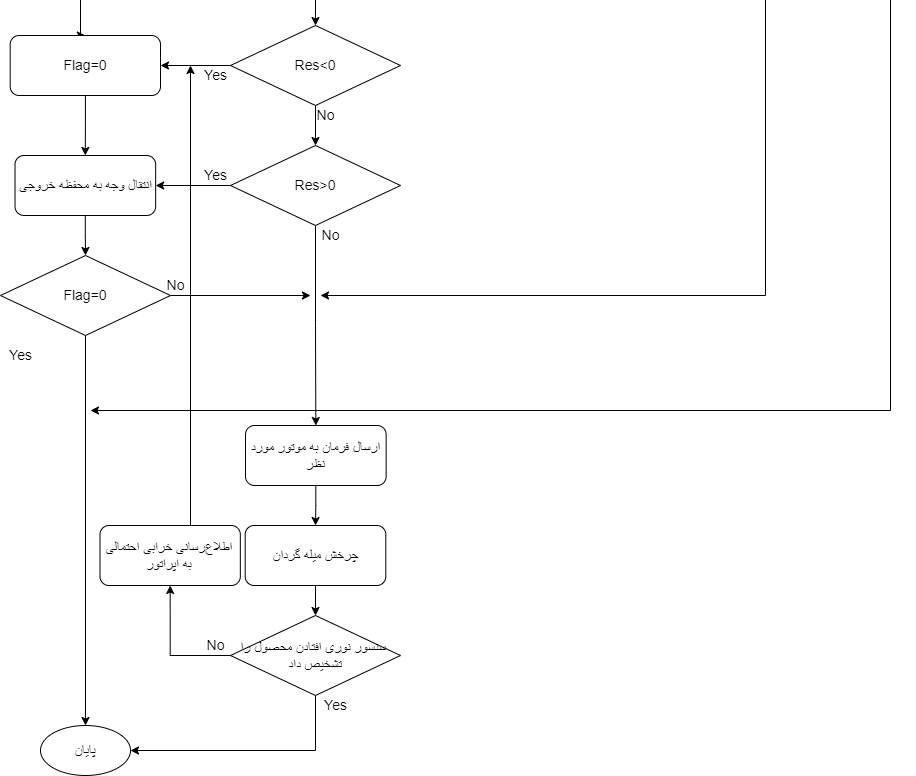 Flag=0
Yes
Res<0
No
انتقال وجه به محفظه خروجی
Yes
Res>0
No
Flag=0
No
Yes
ارسال فرمان به موتور مورد
نظر
اطلاع‌رسانی خرابی احتمالی
به اپراتور
چرخش میله گردان
No
سنسور نوری افتادن محصول را
تشخیص داد
Yes
پایان